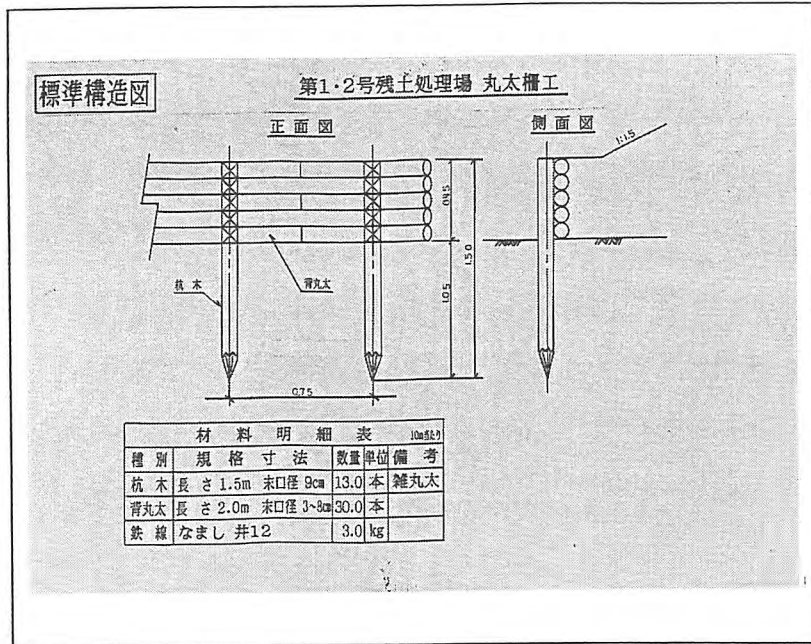 標準構造図
第1・2号残土処理場 丸太柵工
正面図
側面図
1:1.5
0.45
1.50
1.05
杭木
背丸太
0.75
材料明細表 10m当り
種別 規格寸法 数量 単位 備考
杭木 長さ1.5m 末口径9cm 13.0 本 雑丸太
背丸太 長さ2.0m 末口径3~8cm 30.0 本
鉄線 なまし 井12 3.0 kg